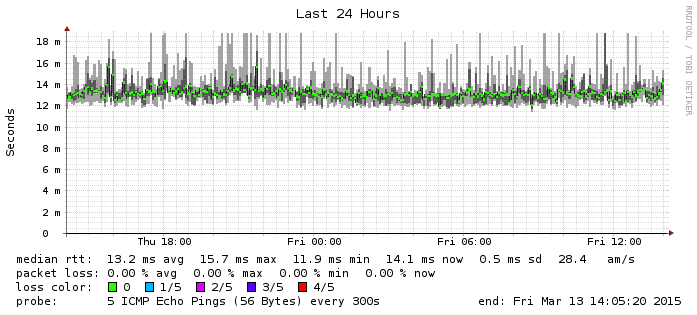 Last 24 Hours
RRDTOOL / TOBI OETIKER
Seconds
18 m
16 m
14 m
12 m
10 m
8 m
6 m
4 m
2 m
0
Thu 18:00 Fri 00:00 Fri 06:00 Fri 12:00
median rtt: 13.2 ms avg 15.7 ms max 11.9 ms min 14.1 ms now 0.5 ms sd 28.4 am/s
packet loss: 0.00 % avg 0.00 % max 0.00 % min 0.00 % now
loss color: 0 1/5 2/5 3/5 4/5
probe: 5 ICMP Echo Pings (56 Bytes) every 300s end: Fri Mar 13 14:05:20 2015